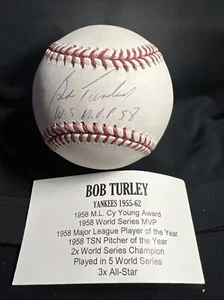 Bob Turley
W.S. M.V.P 58
BOB TURLEY
YANKEES 1955-62
1958 M.L. Cy Young Award
1958 World Series MVP
1958 Major League Player of the Year
1958 TSN Pitcher of the Year
2x World Series Champion
Played in 5 World Series
3x All-Star